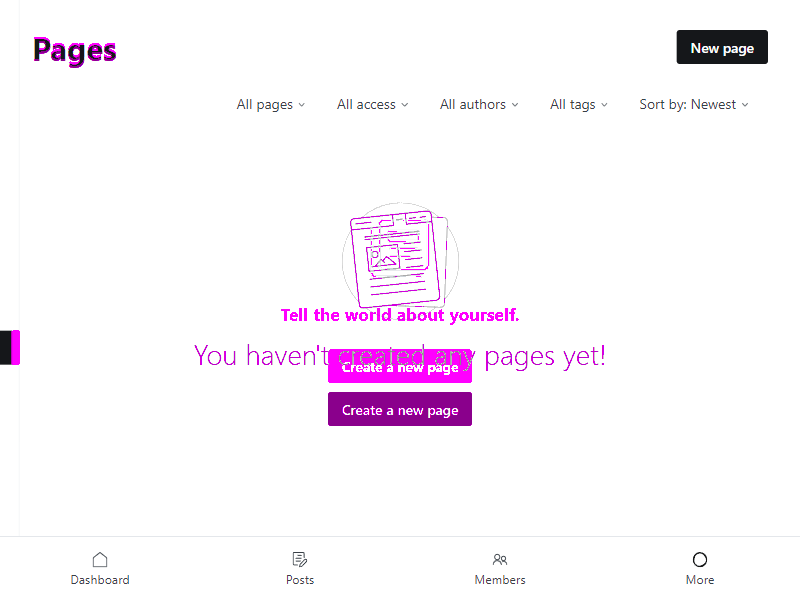 Pages
New page
All pages
All access
All authors
All tags
Sort by: Newest
Tell the world about yourself.
You haven't created any pages yet!
Create a new page
Create a new page
Dashboard
Posts
Members
More